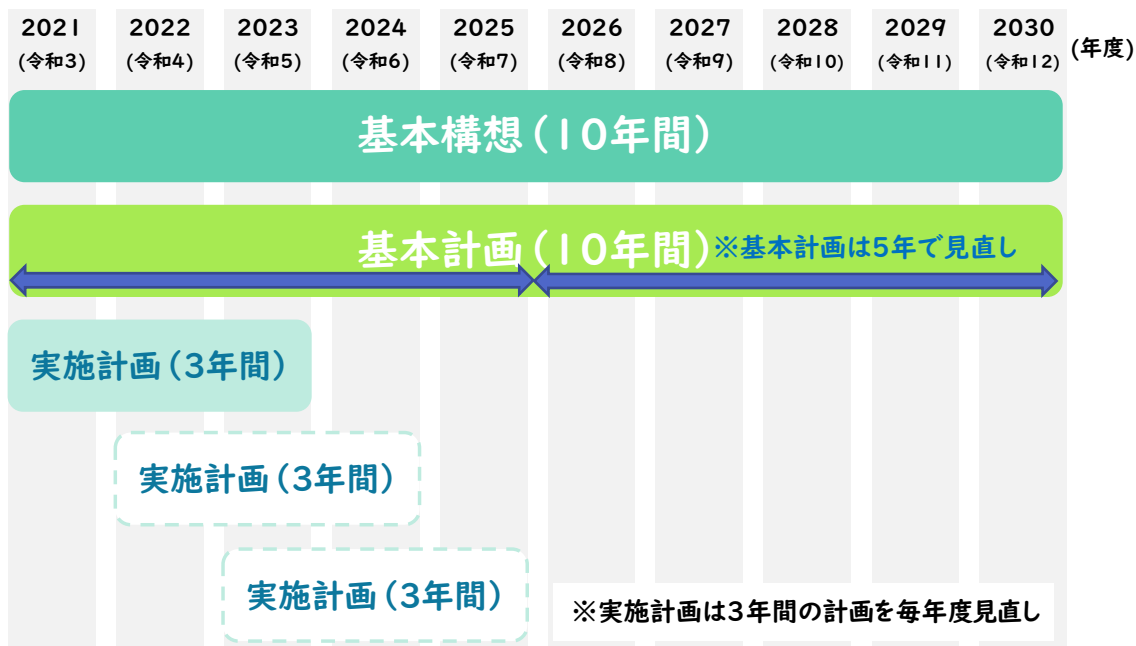 2021 2022 2023 2024 2025 2026 2027 2028 2029 2030
(令和3) (令和4) (令和5) (令和6) (令和7) (令和8) (令和9) (令和10) (令和11) (令和12) (年度)
基本構想(10年間)
基本計画(10年間)※基本計画は5年で見直し
実施計画(3年間)
実施計画(3年間)
実施計画(3年間)
※実施計画は3年間の計画を毎年度見直し